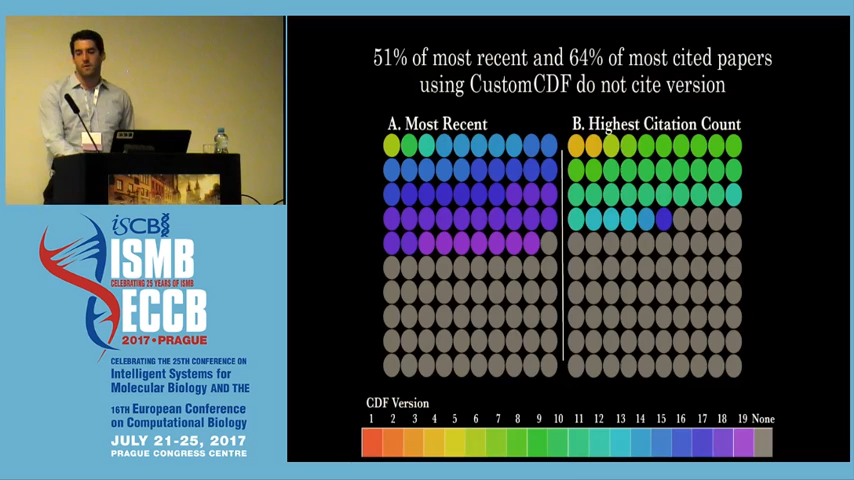 51% of most recent and 64% of most cited papers
using CustomCDF do not cite version
A. Most Recent
B. Highest Citation Count
CDF Version
1 2 3 4 5 6 7 8 9 10 11 12 13 14 15 16 17 18 19 None
iSCB
ISMB
CELEBRATING 25 YEARS OF ISMB
ECCB
2017 • PRAGUE
CELEBRATING THE 25TH CONFERENCE ON
Intelligent Systems for
Molecular Biology AND THE
16TH European Conference
on Computational Biology
JULY 21-25, 2017
PRAGUE CONGRESS CENTRE